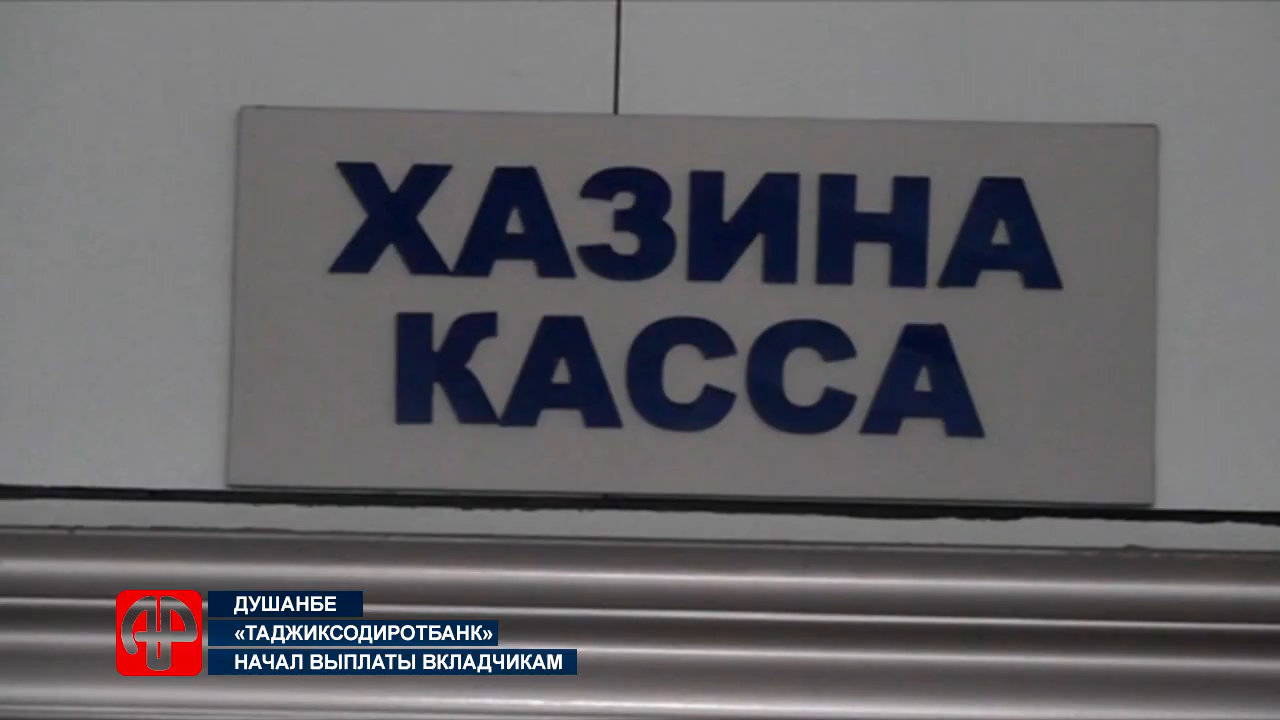 ХАЗИНА
КАССА
ДУШАНБЕ
«ТАДЖИКСОДИРОТБАНК»
НАЧАЛ ВЫПЛАТЫ ВКЛАДЧИКАМ